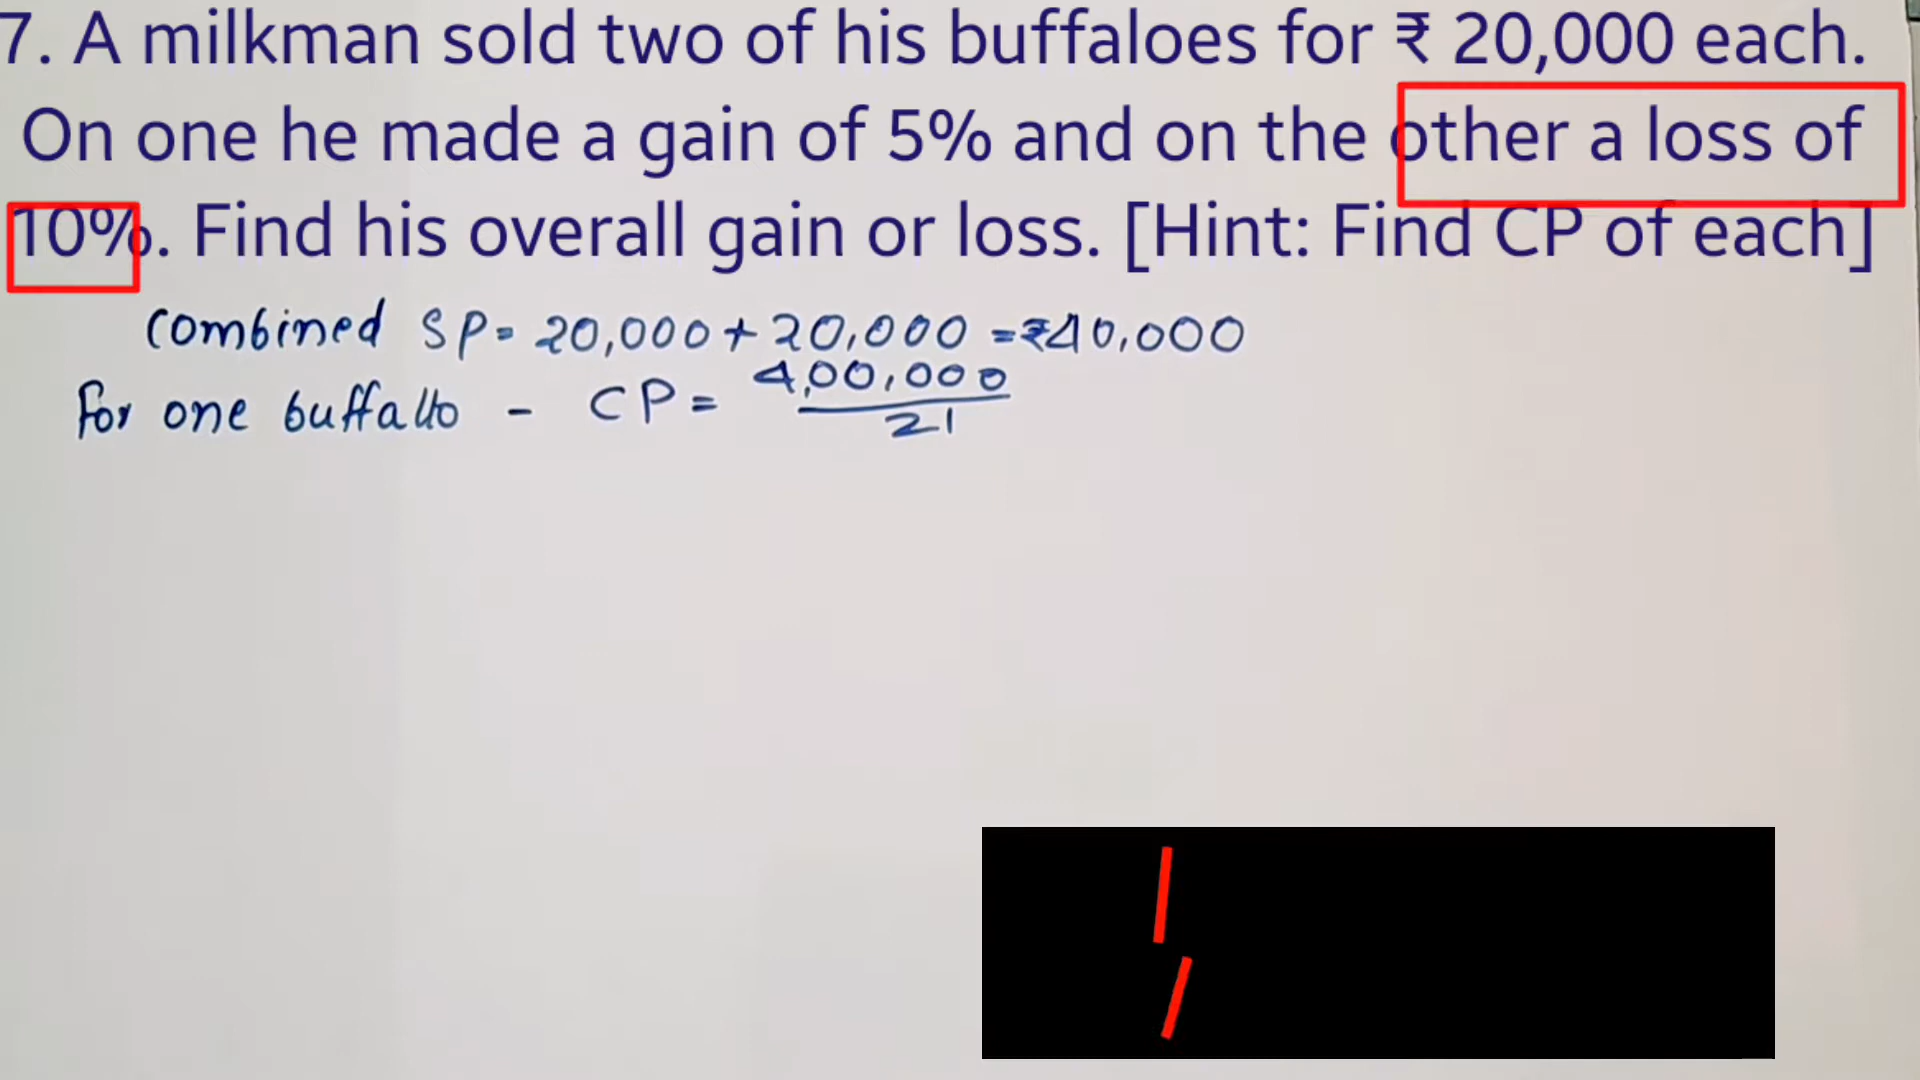 7. A milkman sold two of his buffaloes for ₹ 20,000 each.
On one he made a gain of 5% and on the other a loss of
10%. Find his overall gain or loss. [Hint: Find CP of each]
Combined SP = 20,000 + 20,000 = ₹40,000
For one buffallo - CP = 4,00,000
21